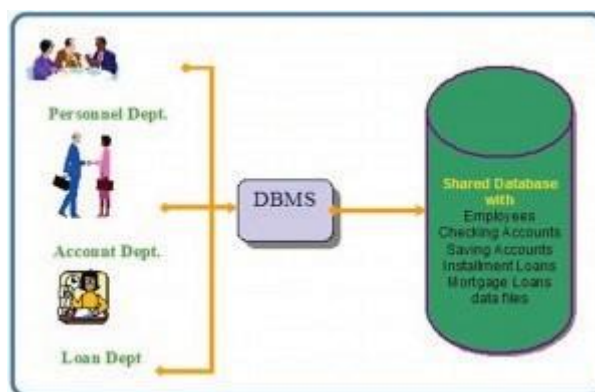 Personnel Dept.
Account Dept.
Loan Dept
DBMS
Shared Database
with
Employees
Checking Accounts
Saving Accounts
Installment Loans
Mortgage Loans
data files